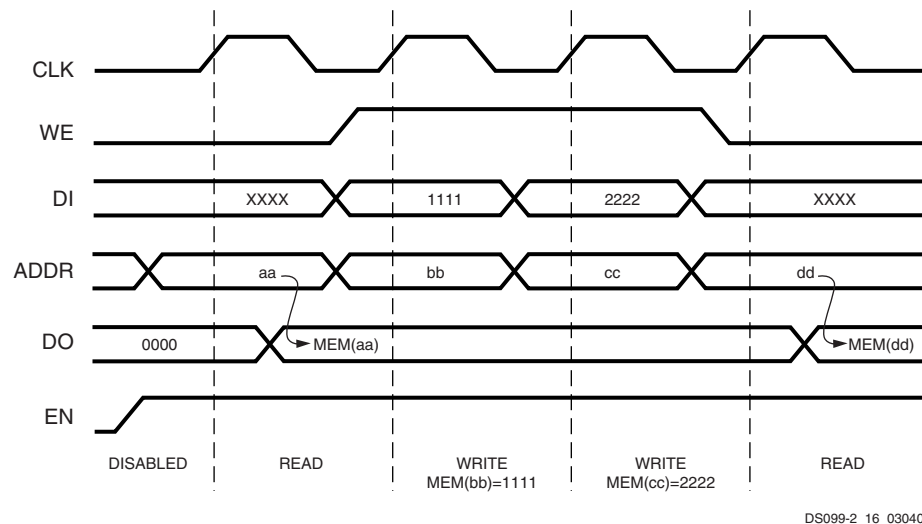 CLK
WE
DI XXXX 1111 2222 XXXX
ADDR aa bb cc dd
DO 0000 MEM(aa) MEM(dd)
EN
DISABLED READ WRITE WRITE READ
MEM(bb)=1111 MEM(cc)=2222
DS099-2_16_03040